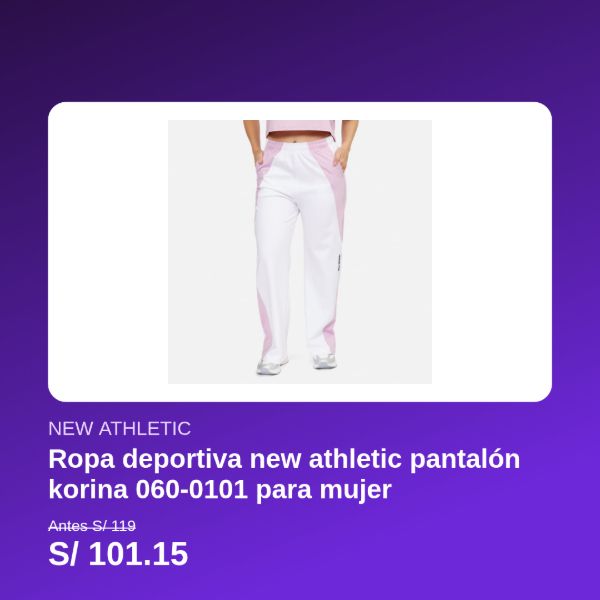 NEW ATHLETIC
Ropa deportiva new athletic pantalón
korina 060-0101 para mujer
Antes S/ 119
S/ 101.15